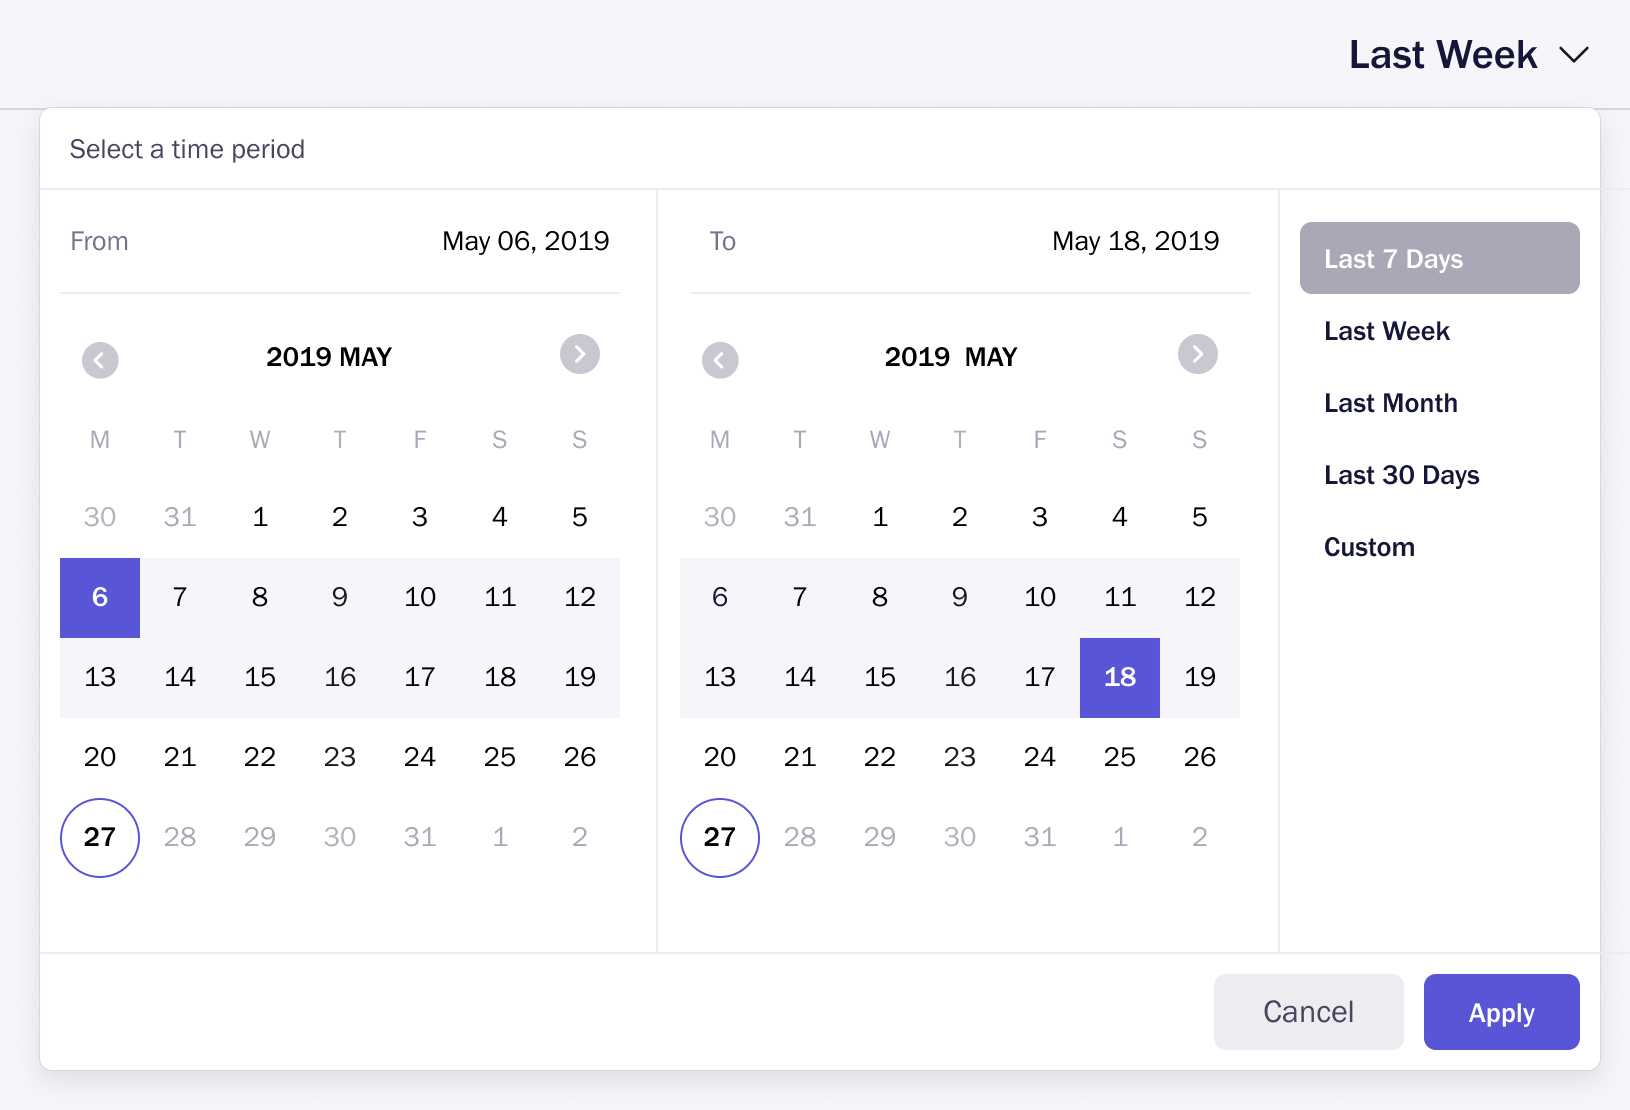 Last Week
Select a time period
From May 06, 2019
2019 MAY
M T W T F S S
30 31 1 2 3 4 5
6 7 8 9 10 11 12
13 14 15 16 17 18 19
20 21 22 23 24 25 26
27 28 29 30 31 1 2
To May 18, 2019
2019 MAY
M T W T F S S
30 31 1 2 3 4 5
6 7 8 9 10 11 12
13 14 15 16 17 18 19
20 21 22 23 24 25 26
27 28 29 30 31 1 2
Last 7 Days
Last Week
Last Month
Last 30 Days
Custom
Cancel
Apply